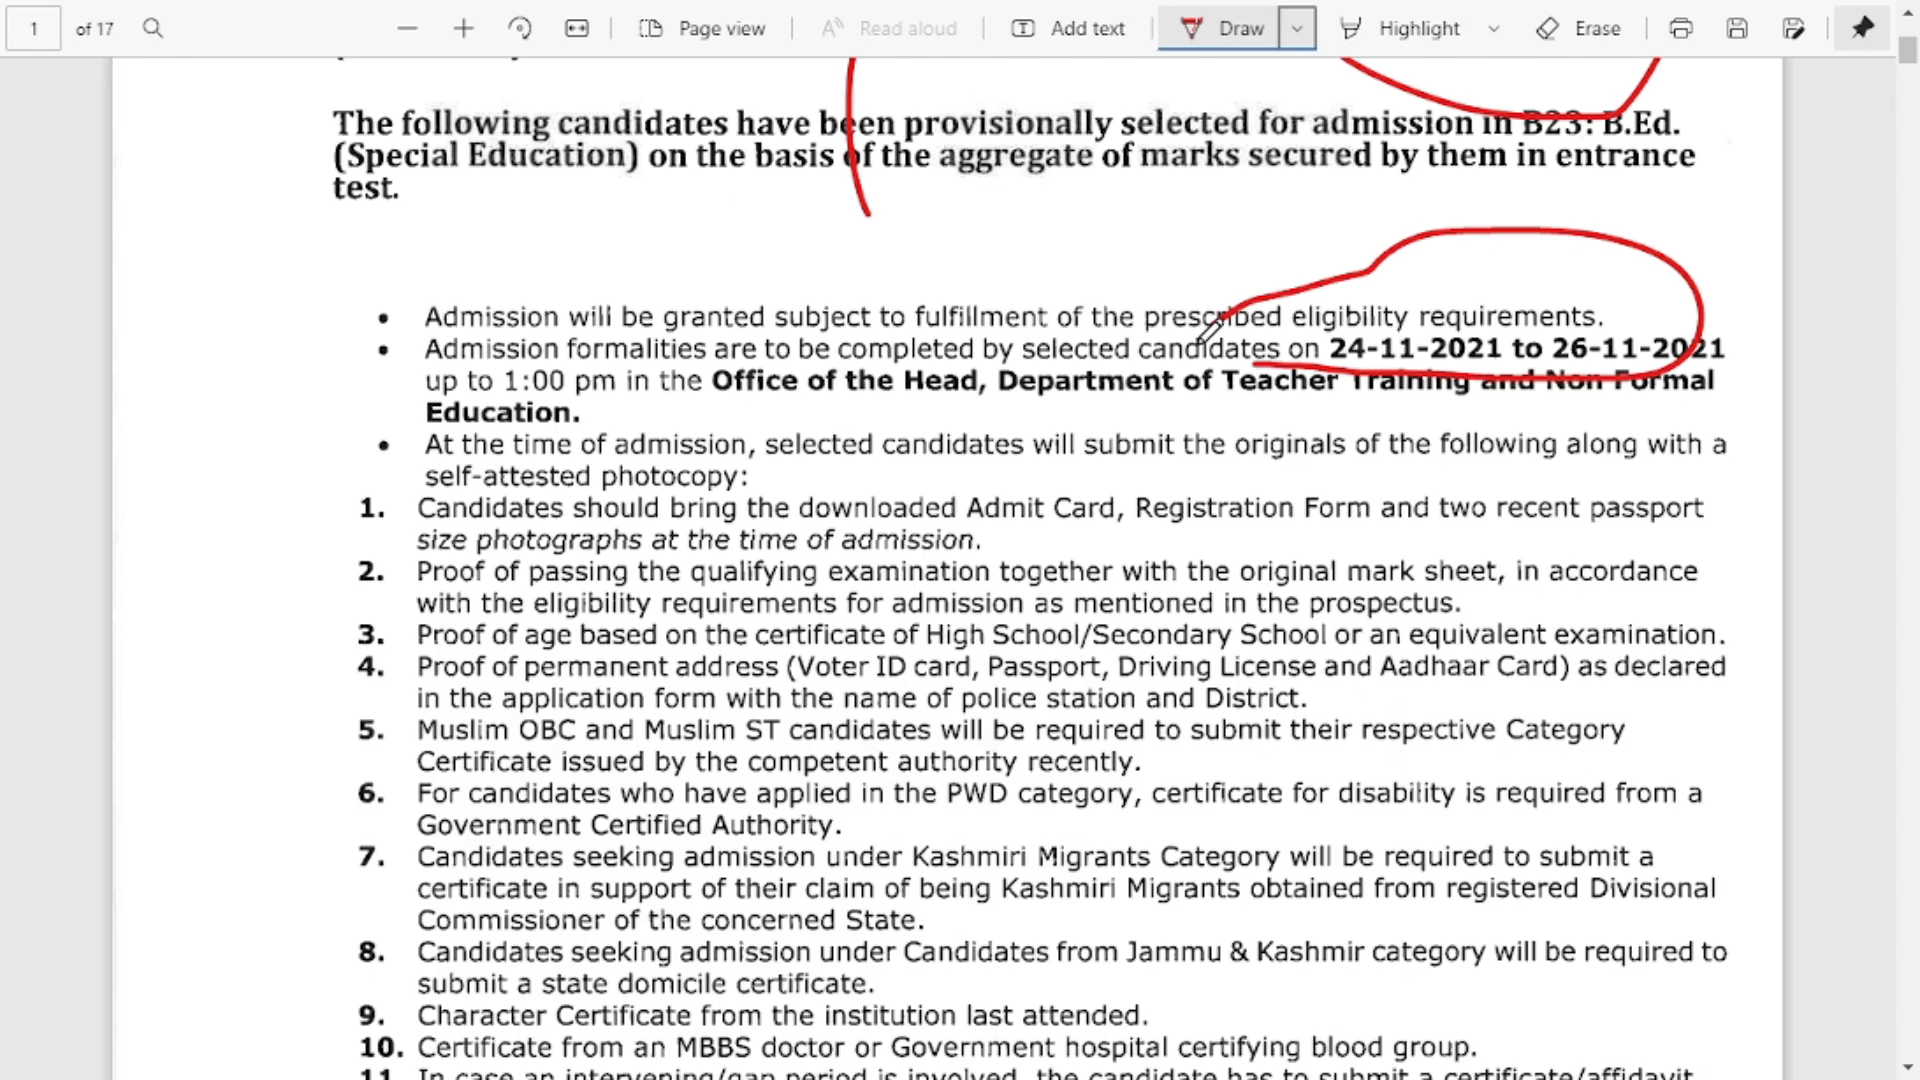 1 of 17 Page view Read aloud Add text Draw Highlight Erase
The following candidates have been provisionally selected for admission in B23: B.Ed.
(Special Education) on the basis of the aggregate of marks secured by them in entrance
test.
• Admission will be granted subject to fulfillment of the prescribed eligibility requirements.
• Admission formalities are to be completed by selected candidates on 24-11-2021 to 26-11-2021
up to 1:00 pm in the Office of the Head, Department of Teacher Training and Non Formal
Education.
• At the time of admission, selected candidates will submit the originals of the following along with a
self-attested photocopy:
1. Candidates should bring the downloaded Admit Card, Registration Form and two recent passport
size photographs at the time of admission.
2. Proof of passing the qualifying examination together with the original mark sheet, in accordance
with the eligibility requirements for admission as mentioned in the prospectus.
3. Proof of age based on the certificate of High School/Secondary School or an equivalent examination.
4. Proof of permanent address (Voter ID card, Passport, Driving License and Aadhaar Card) as declared
in the application form with the name of police station and District.
5. Muslim OBC and Muslim ST candidates will be required to submit their respective Category
Certificate issued by the competent authority recently.
6. For candidates who have applied in the PWD category, certificate for disability is required from a
Government Certified Authority.
7. Candidates seeking admission under Kashmiri Migrants Category will be required to submit a
certificate in support of their claim of being Kashmiri Migrants obtained from registered Divisional
Commissioner of the concerned State.
8. Candidates seeking admission under Candidates from Jammu & Kashmir category will be required to
submit a state domicile certificate.
9. Character Certificate from the institution last attended.
10. Certificate from an MBBS doctor or Government hospital certifying blood group.
11. In case an intervening/gap period is involved, the candidate has to submit a certificate/affidavit